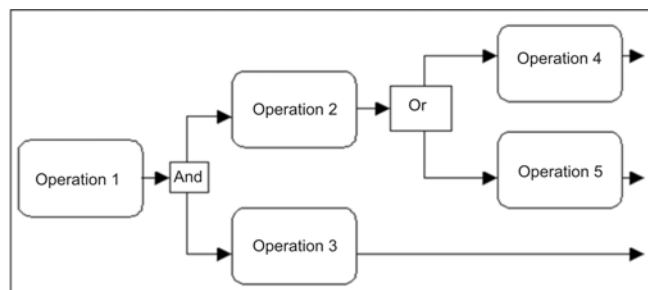 Operation 1
And
Operation 2
Operation 3
Or
Operation 4
Operation 5